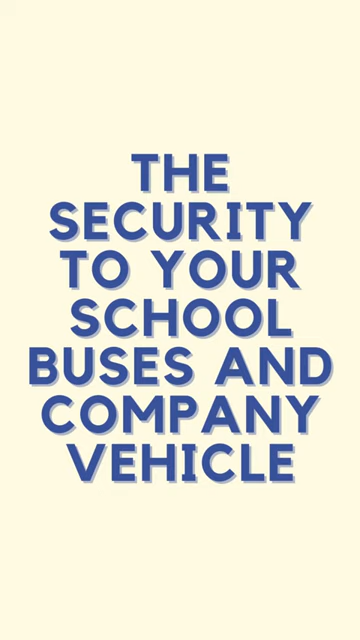 THE
SECURITY
TO YOUR
SCHOOL
BUSES AND
COMPANY
VEHICLE